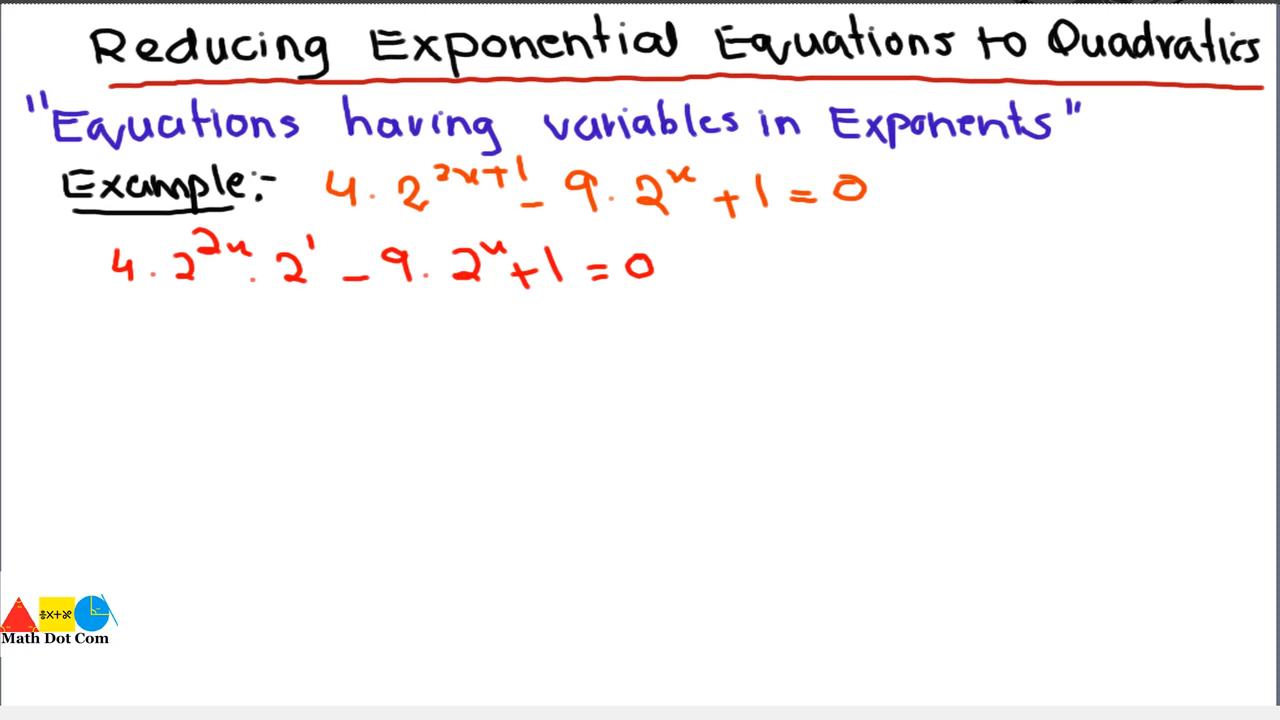 Reducing Exponential Equations to Quadratics
"Equations having variables in Exponents"
Example:- 4 . 2^{2x+1} - 9 . 2^x + 1 = 0
4 . 2^{2x} . 2^1 - 9 . 2^x + 1 = 0
Math Dot Com